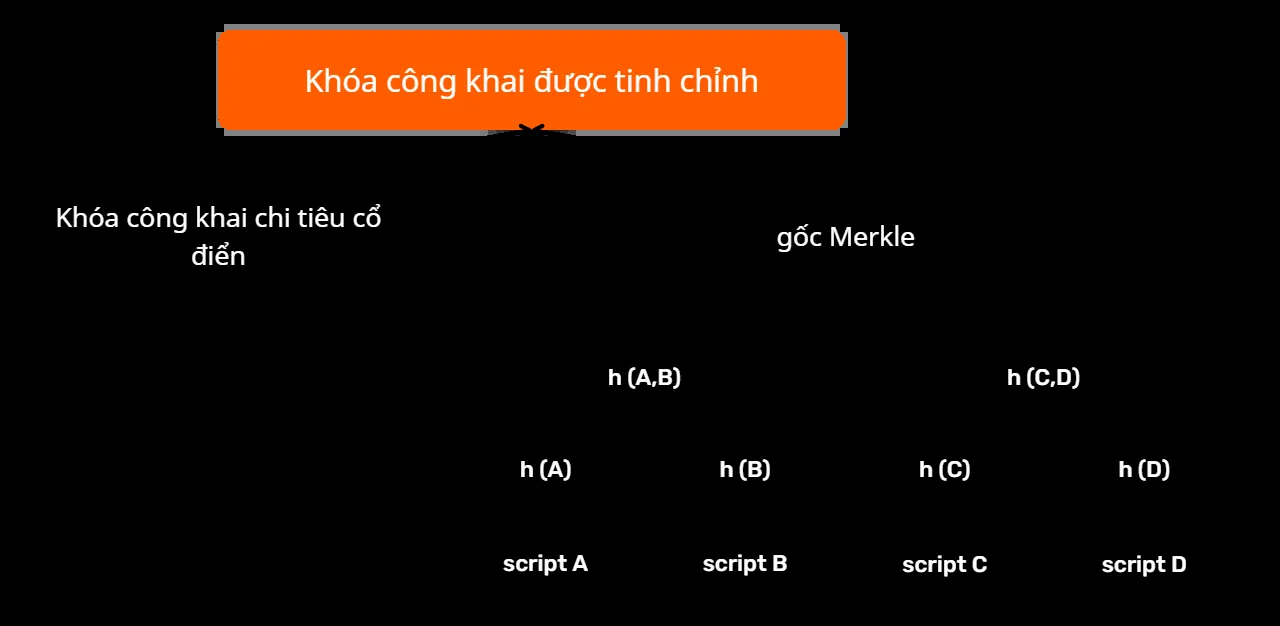 Khóa công khai được tinh chỉnh
Khóa công khai chi tiêu cổ
điển
gốc Merkle
h (A,B)
h (C,D)
h (A)
h (B)
h (C)
h (D)
script A
script B
script C
script D